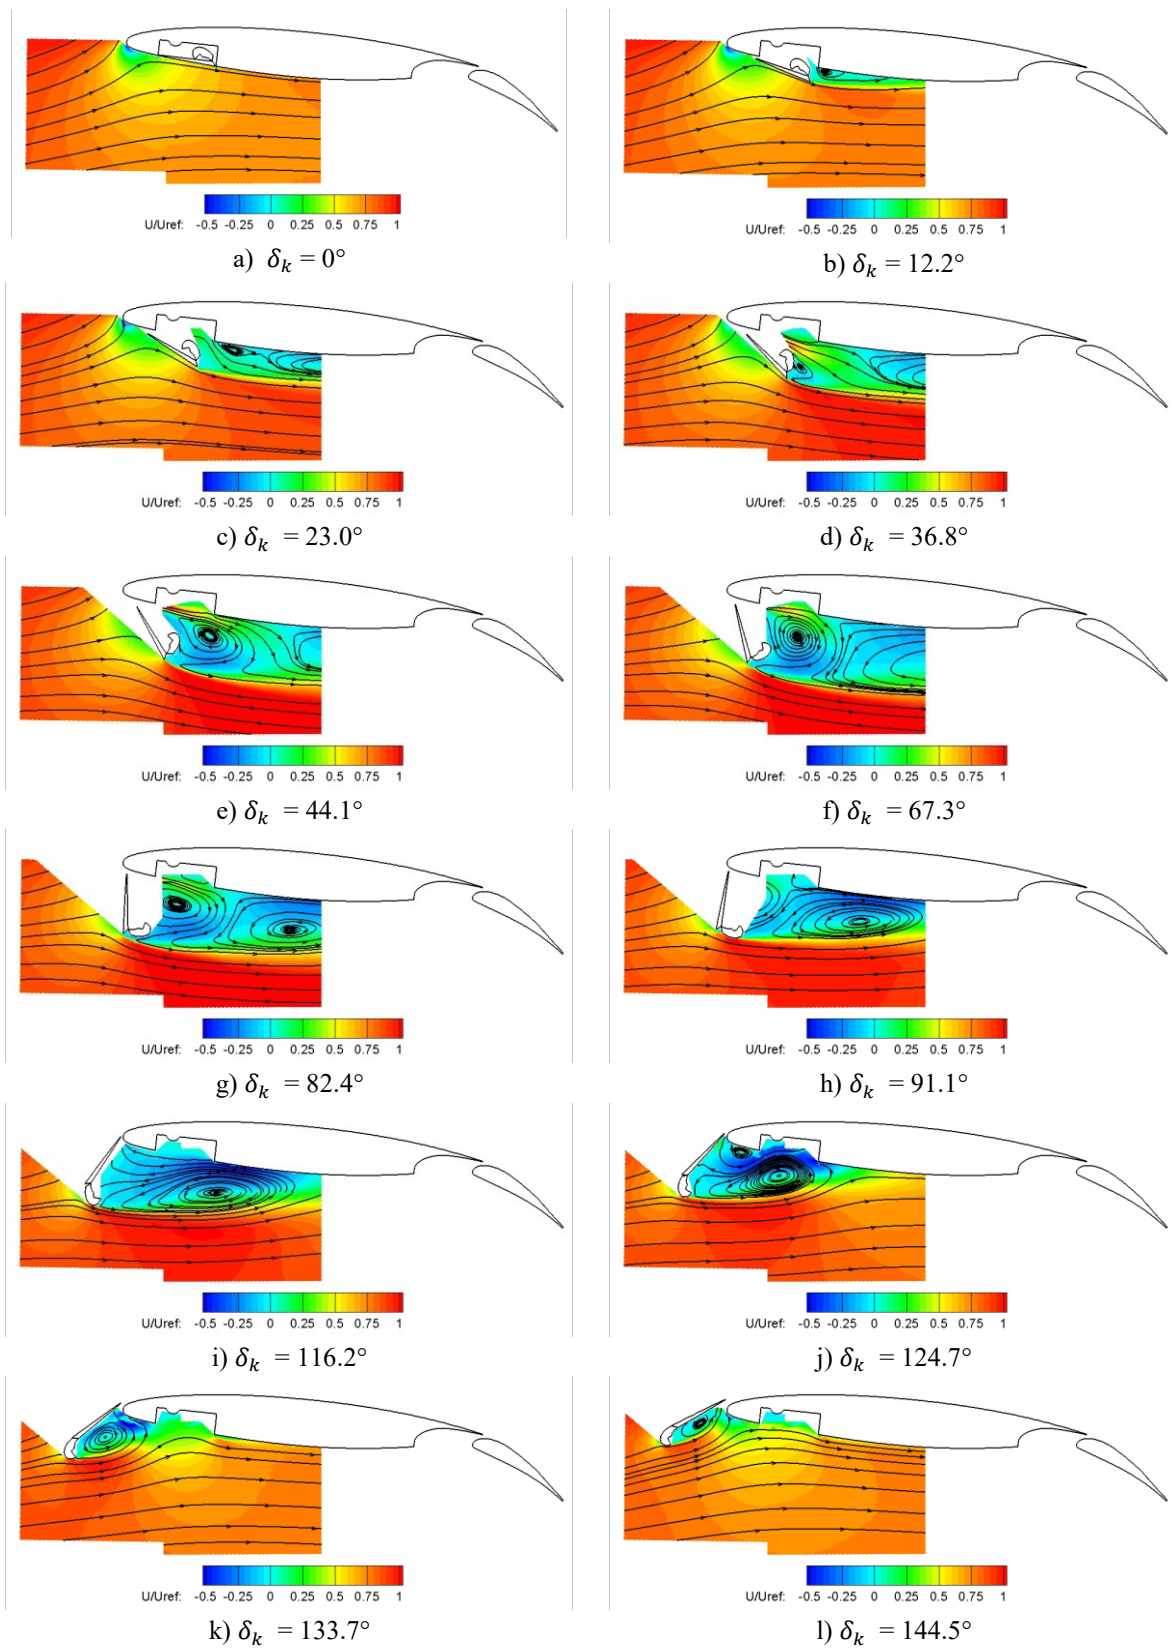 U/Uref: -0.5 -0.25 0 0.25 0.5 0.75 1
a) δₖ = 0°
U/Uref: -0.5 -0.25 0 0.25 0.5 0.75 1
b) δₖ = 12.2°
U/Uref: -0.5 -0.25 0 0.25 0.5 0.75 1
c) δₖ = 23.0°
U/Uref: -0.5 -0.25 0 0.25 0.5 0.75 1
d) δₖ = 36.8°
U/Uref: -0.5 -0.25 0 0.25 0.5 0.75 1
e) δₖ = 44.1°
U/Uref: -0.5 -0.25 0 0.25 0.5 0.75 1
f) δₖ = 67.3°
U/Uref: -0.5 -0.25 0 0.25 0.5 0.75 1
g) δₖ = 82.4°
U/Uref: -0.5 -0.25 0 0.25 0.5 0.75 1
h) δₖ = 91.1°
U/Uref: -0.5 -0.25 0 0.25 0.5 0.75 1
i) δₖ = 116.2°
U/Uref: -0.5 -0.25 0 0.25 0.5 0.75 1
j) δₖ = 124.7°
U/Uref: -0.5 -0.25 0 0.25 0.5 0.75 1
k) δₖ = 133.7°
U/Uref: -0.5 -0.25 0 0.25 0.5 0.75 1
l) δₖ = 144.5°